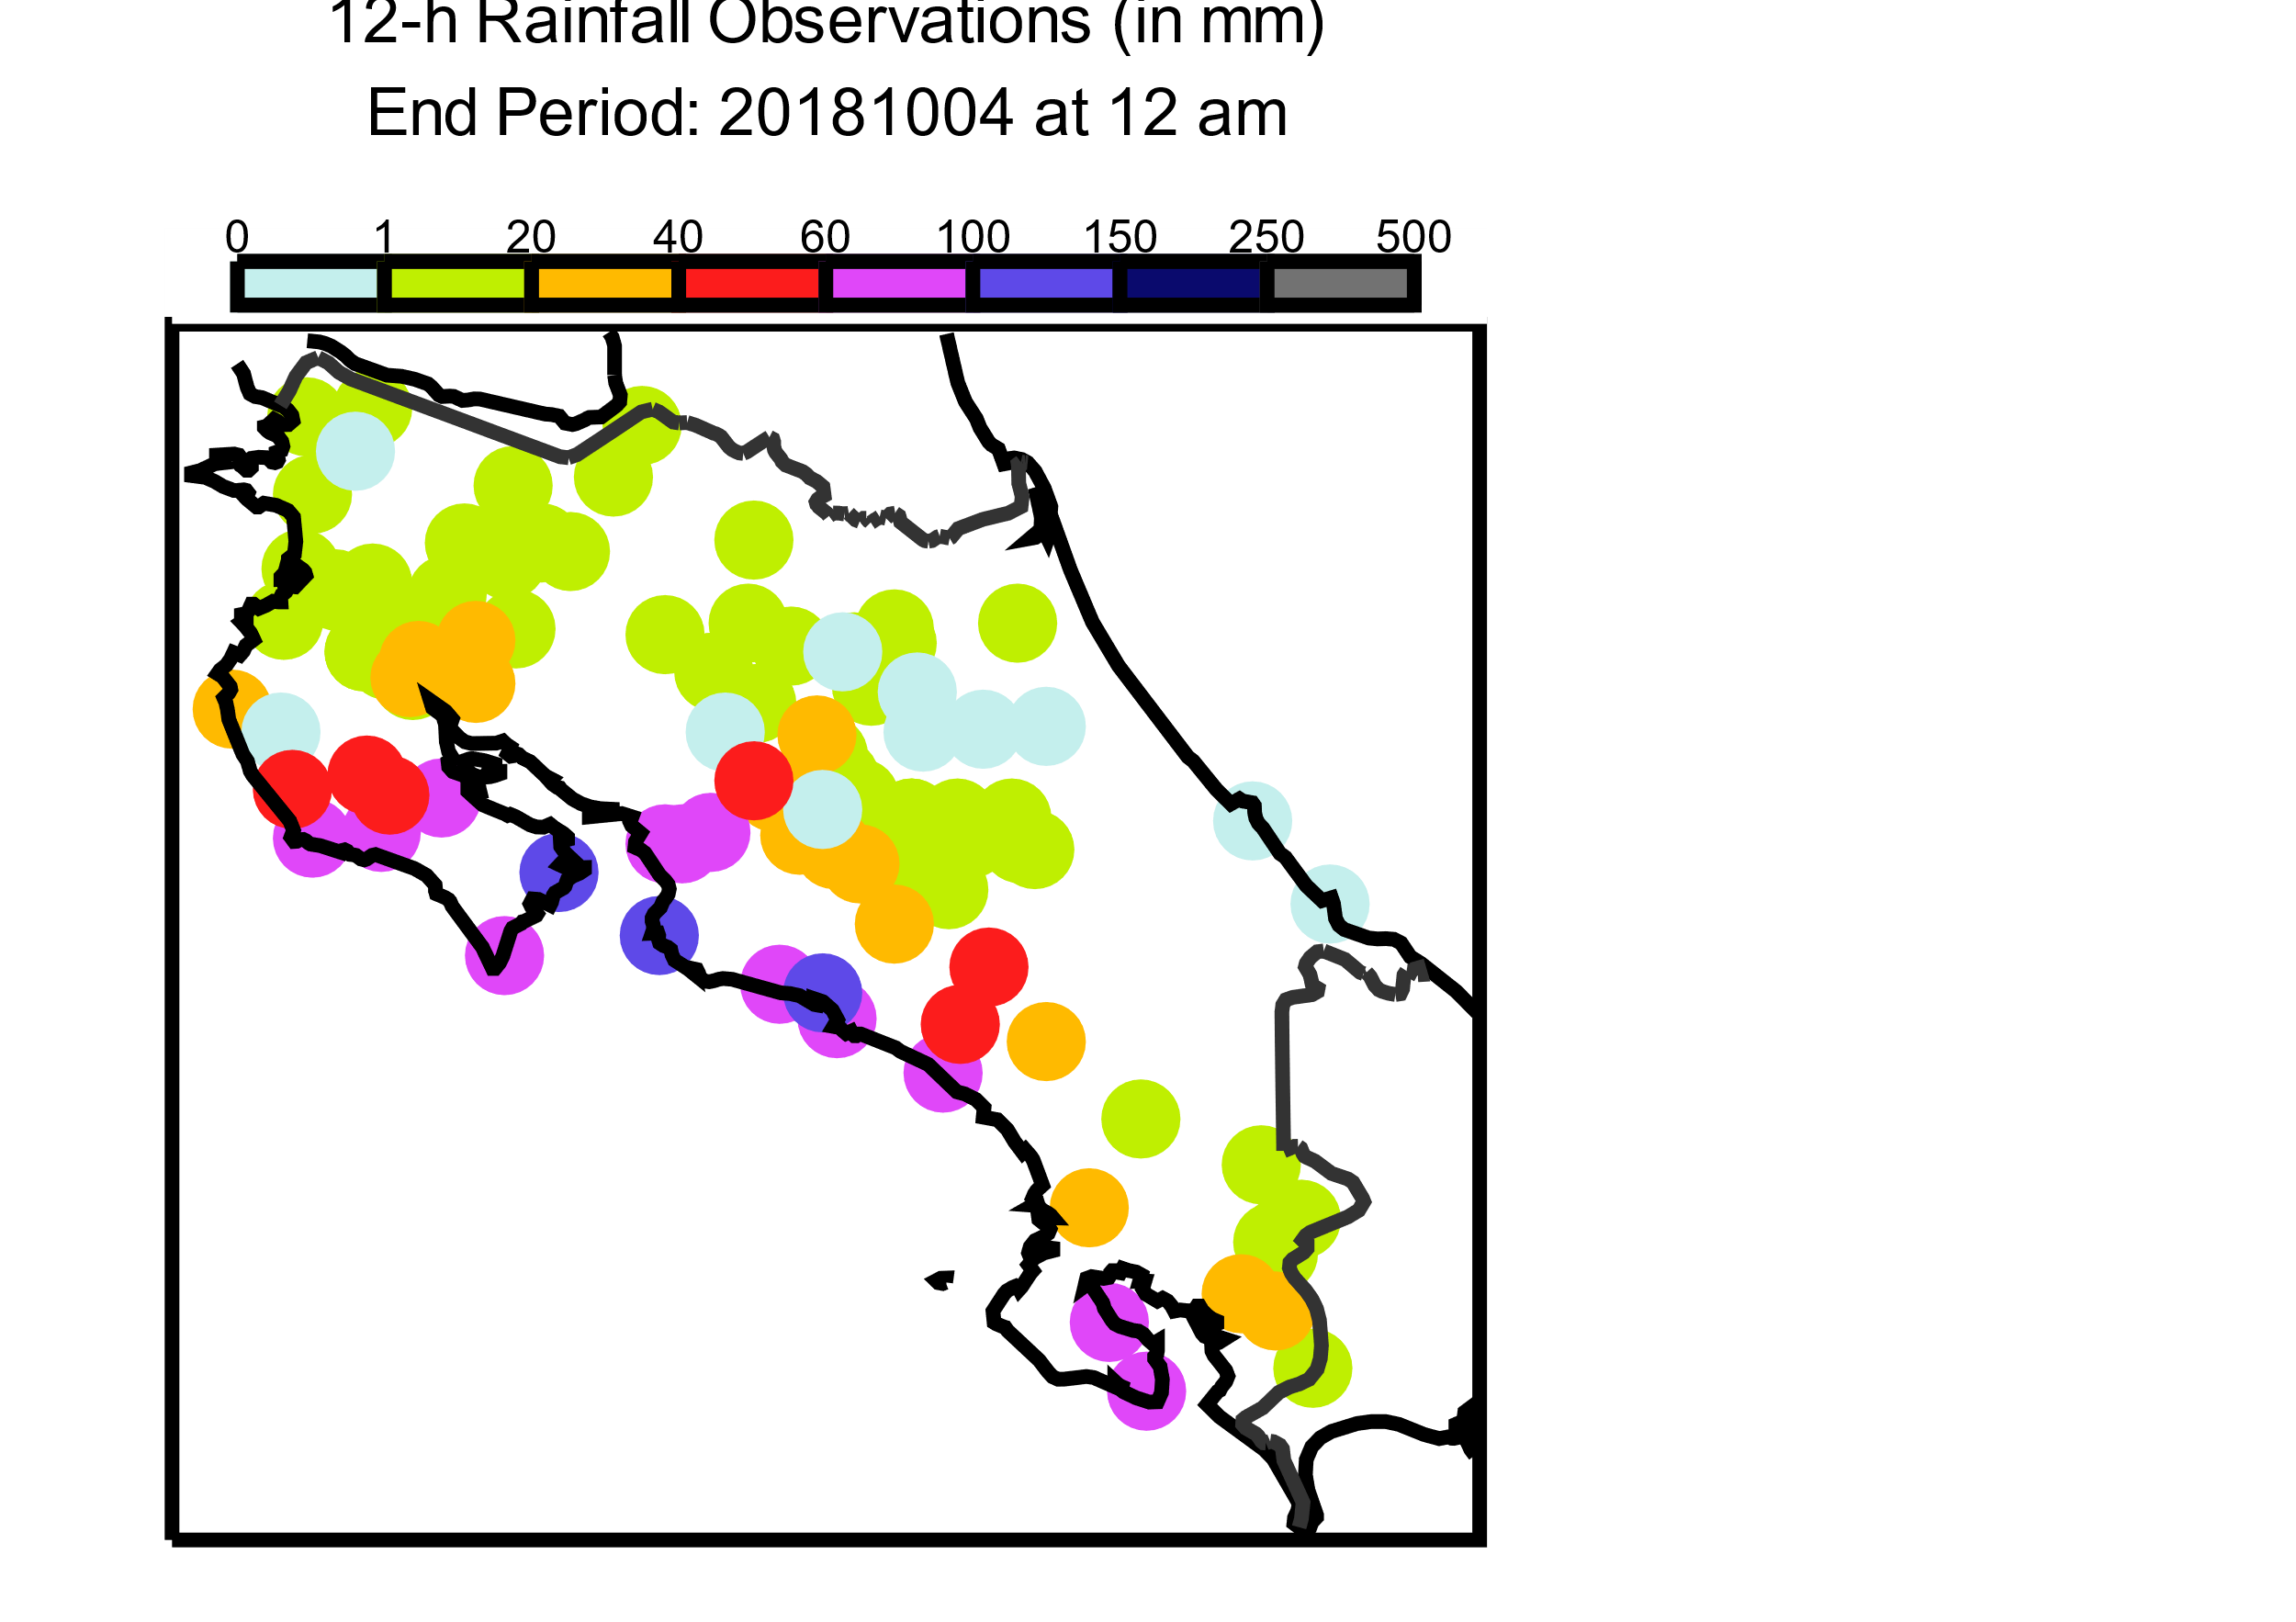 12-h Rainfall Observations (in mm)
End Period: 20181004 at 12 am
0 1 20 40 60 100 150 250 500